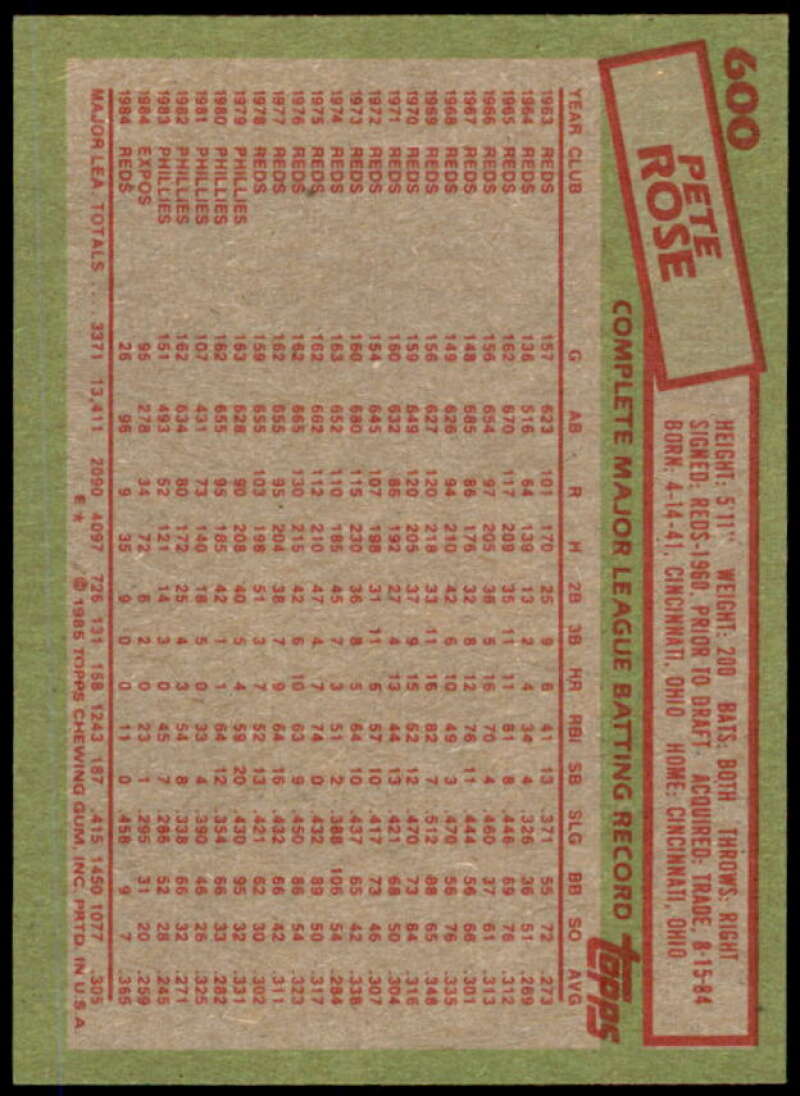 600
PETE
ROSE
HEIGHT: 5'11" WEIGHT: 200 BATS: BOTH THROWS: RIGHT
SIGNED: REDS-1960, PRIOR TO DRAFT. ACQUIRED: TRADE, 8-15-84
BORN: 4-14-41, CINCINNATI, OHIO HOME: CINCINNATI, OHIO
COMPLETE MAJOR LEAGUE BATTING RECORD topps
YEAR CLUB G AB R H 2B 3B HR RBI SB SLG BB SO AVG
1963 REDS 157 623 101 170 25 9 6 41 13 .371 55 72 .273
1964 REDS 136 516 64 139 13 2 4 34 4 .326 36 51 .269
1965 REDS 162 670 117 209 35 11 11 81 8 .446 69 76 .312
1966 REDS 156 654 97 205 38 5 16 70 4 .460 37 61 .313
1967 REDS 148 585 86 176 32 8 12 76 11 .444 56 66 .301
1968 REDS 149 626 94 210 42 6 10 49 3 .470 56 76 .335
1969 REDS 156 627 120 218 33 11 16 82 7 .512 88 65 .348
1970 REDS 159 649 120 205 37 9 15 52 12 .470 73 64 .316
1971 REDS 160 632 86 192 27 4 13 44 13 .421 68 50 .304
1972 REDS 154 645 107 198 31 11 6 57 10 .417 73 46 .307
1973 REDS 160 680 115 230 36 8 5 64 10 .437 65 42 .338
1974 REDS 163 652 110 185 45 7 3 51 2 .388 106 54 .284
1975 REDS 162 662 112 210 47 4 7 74 0 .432 89 50 .317
1976 REDS 162 665 130 215 42 6 10 63 9 .450 86 54 .323
1977 REDS 162 655 95 204 38 7 9 64 16 .432 66 42 .311
1978 REDS 159 655 103 198 51 3 7 52 13 .421 62 30 .302
1979 PHILLIES 163 628 90 208 40 5 4 59 20 .430 95 32 .331
1980 PHILLIES 162 655 95 185 42 1 1 64 12 .354 66 33 .282
1981 PHILLIES 107 431 73 140 18 5 0 33 4 .390 46 26 .325
1982 PHILLIES 162 634 80 172 25 4 3 54 8 .338 66 32 .271
1983 PHILLIES 151 493 52 121 14 3 0 45 7 .286 52 28 .245
1984 EXPOS 95 278 34 72 6 2 0 23 1 .295 31 20 .259
1984 REDS 26 96 9 35 9 0 0 11 0 .458 9 7 .365
MAJOR LEA. TOTALS .... 3371 13,411 2090 4097 726 131 158 1243 187 .415 1450 1077 .305
E* © 1985 TOPPS CHEWING GUM, INC. PRTD. IN U.S.A.